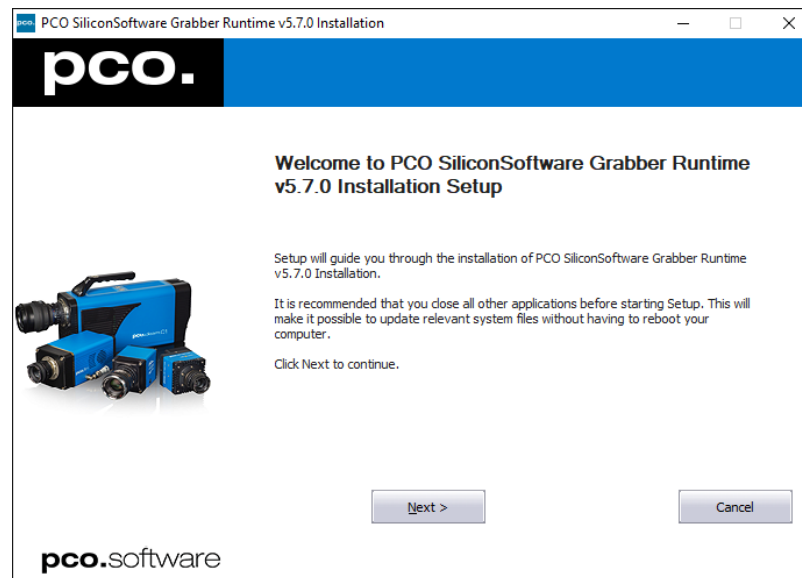 pco. PCO SiliconSoftware Grabber Runtime v5.7.0 Installation
pco.
Welcome to PCO SiliconSoftware Grabber Runtime
v5.7.0 Installation Setup
Setup will guide you through the installation of PCO SiliconSoftware Grabber Runtime
v5.7.0 Installation.
It is recommended that you close all other applications before starting Setup. This will
make it possible to update relevant system files without having to reboot your
computer.
Click Next to continue.
Next >
Cancel
pco.software